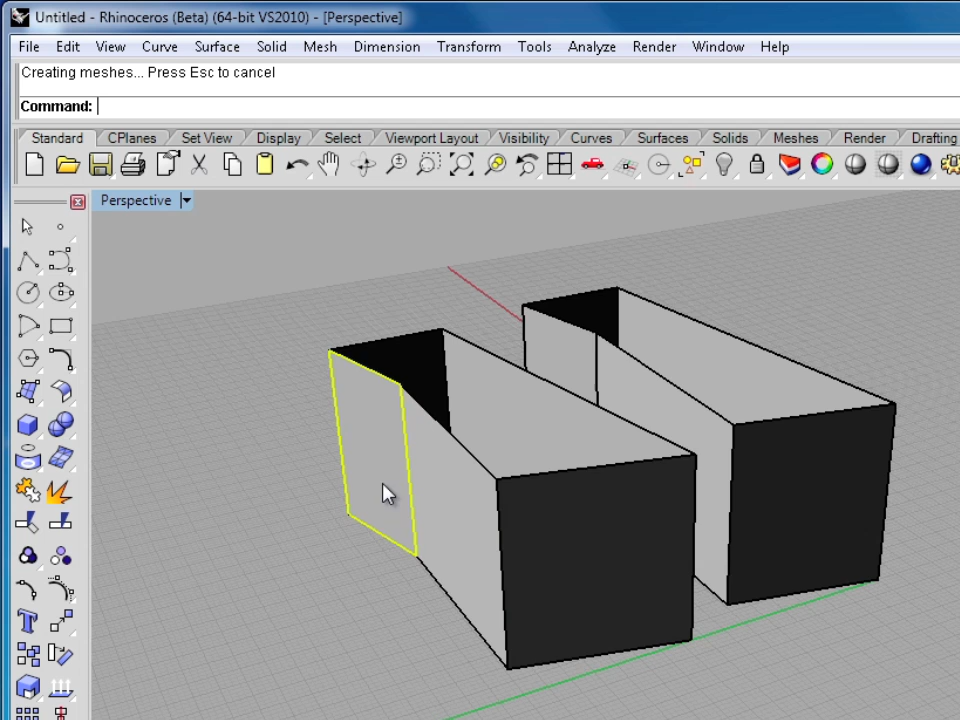 Untitled - Rhinoceros (Beta) (64-bit VS2010) - [Perspective]
File Edit View Curve Surface Solid Mesh Dimension Transform Tools Analyze Render Window Help
Creating meshes... Press Esc to cancel
Command:
Standard CPlanes Set View Display Select Viewport Layout Visibility Curves Surfaces Solids Meshes Render Drafting
Perspective